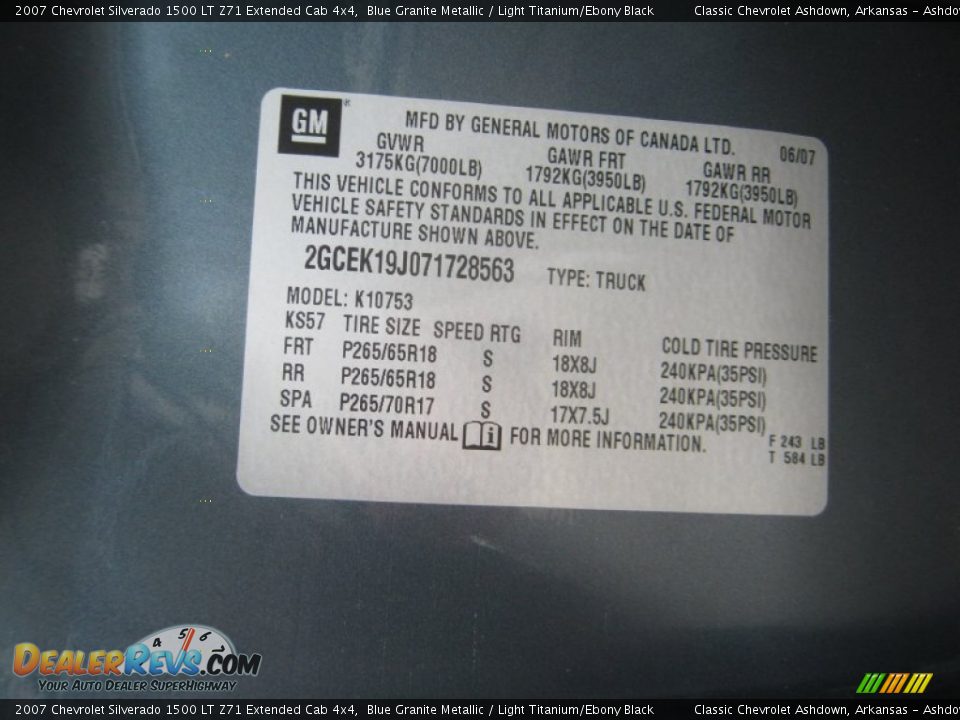 2007 Chevrolet Silverado 1500 LT Z71 Extended Cab 4x4, Blue Granite Metallic / Light Titanium/Ebony Black Classic Chevrolet Ashdown, Arkansas - Ashdow
GM
MFD BY GENERAL MOTORS OF CANADA LTD. 06/07
GVWR GAWR FRT GAWR RR
3175KG(7000LB) 1792KG(3950LB) 1792KG(3950LB)
THIS VEHICLE CONFORMS TO ALL APPLICABLE U.S. FEDERAL MOTOR
VEHICLE SAFETY STANDARDS IN EFFECT ON THE DATE OF
MANUFACTURE SHOWN ABOVE.
2GCEK19J071728563 TYPE: TRUCK
MODEL: K10753
KS57 TIRE SIZE SPEED RTG RIM COLD TIRE PRESSURE
FRT P265/65R18 S 18X8J 240KPA(35PSI)
RR P265/65R18 S 18X8J 240KPA(35PSI)
SPA P265/70R17 S 17X7.5J 240KPA(35PSI)
SEE OWNER'S MANUAL i FOR MORE INFORMATION.
F 243 LB
T 584 LB
4 5 6
DEALERREVS.COM
YOUR AUTO DEALER SUPERHIGHWAY
2007 Chevrolet Silverado 1500 LT Z71 Extended Cab 4x4, Blue Granite Metallic / Light Titanium/Ebony Black Classic Chevrolet Ashdown, Arkansas - Ashdow